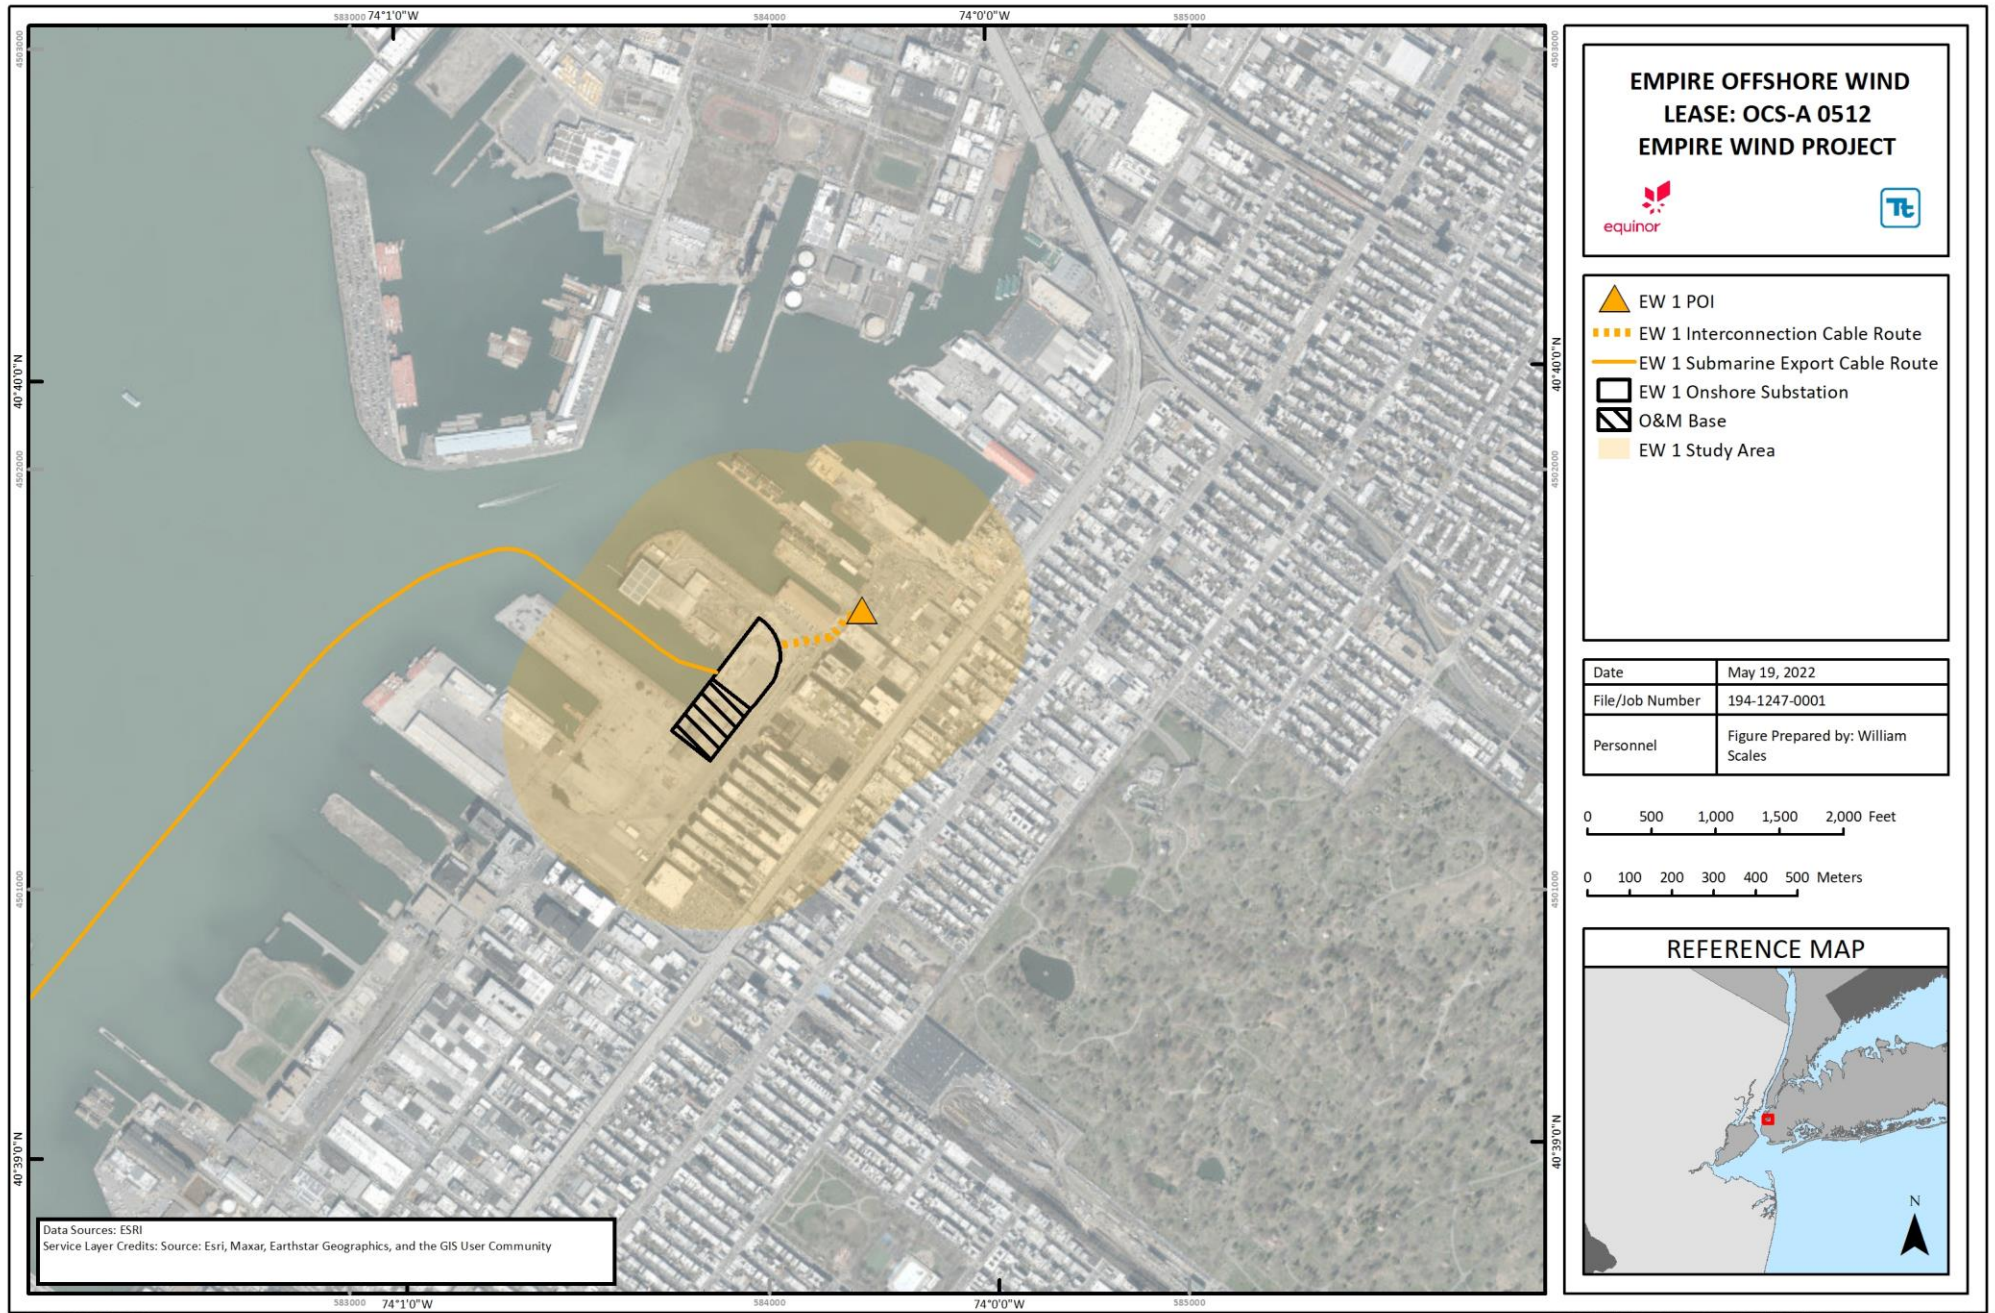 583000
74°1'0"W
584000
74°0'0"W
585000
4503000
4503000
40°40'0"N
40°40'0"N
4502000
4502000
4501000
4501000
40°39'0"N
40°39'0"N
583000
74°1'0"W
584000
74°0'0"W
585000
Data Sources: ESRI
Service Layer Credits: Source: Esri, Maxar, Earthstar Geographics, and the GIS User Community
EMPIRE OFFSHORE WIND
LEASE: OCS-A 0512
EMPIRE WIND PROJECT
equinor
Tt
EW 1 POI
EW 1 Interconnection Cable Route
EW 1 Submarine Export Cable Route
EW 1 Onshore Substation
O&M Base
EW 1 Study Area
Date May 19, 2022
File/Job Number 194-1247-0001
Personnel Figure Prepared by: William
Scales
0 500 1,000 1,500 2,000 Feet
0 100 200 300 400 500 Meters
REFERENCE MAP
N